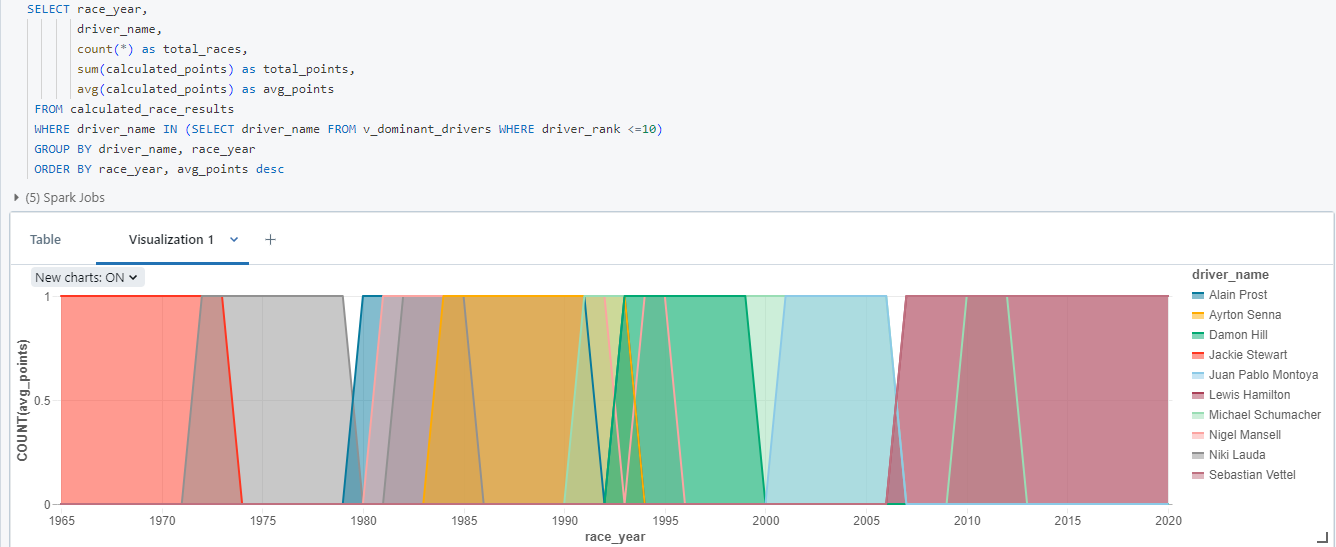 SELECT race_year,
driver_name,
count(*) as total_races,
sum(calculated_points) as total_points,
avg(calculated_points) as avg_points
FROM calculated_race_results
WHERE driver_name IN (SELECT driver_name FROM v_dominant_drivers WHERE driver_rank <=10)
GROUP BY driver_name, race_year
ORDER BY race_year, avg_points desc
(5) Spark Jobs
Table Visualization 1 +
New charts: ON
driver_name
Alain Prost
Ayrton Senna
Damon Hill
Jackie Stewart
Juan Pablo Montoya
Lewis Hamilton
Michael Schumacher
Nigel Mansell
Niki Lauda
Sebastian Vettel
COUNT(avg_points)
1
0.5
0
1965 1970 1975 1980 1985 1990 1995 2000 2005 2010 2015 2020
race_year